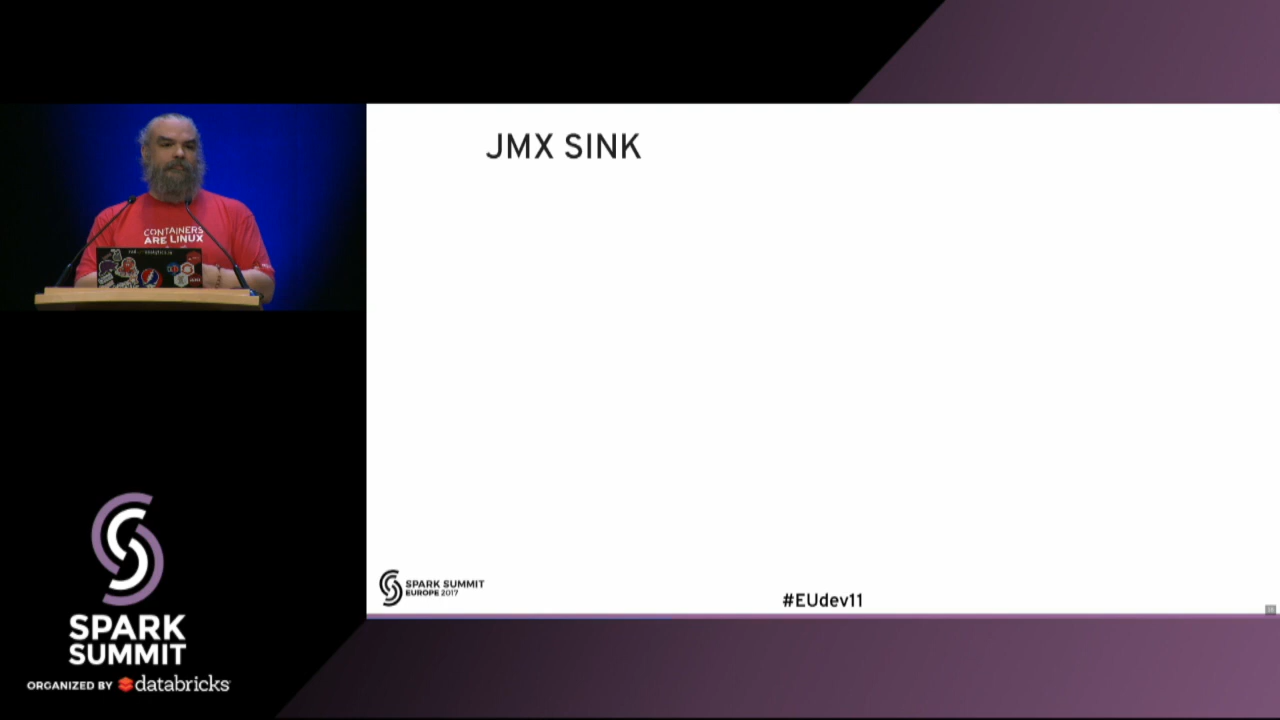 JMX SINK
CONTAINERS
ARE LINUX
SPARK SUMMIT
EUROPE 2017
#EUdev11
SPARK
SUMMIT
ORGANIZED BY databricks